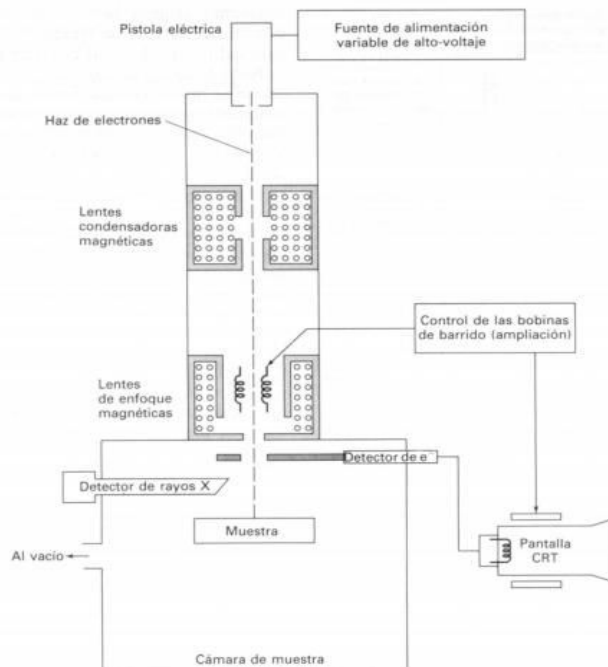 Pistola eléctrica
Fuente de alimentación
variable de alto-voltaje
Haz de electrones
Lentes
condensadoras
magnéticas
Control de las bobinas
de barrido (ampliación)
Lentes
de enfoque
magnéticas
Detector de e⁻
Detector de rayos X
Muestra
Al vacío
Pantalla
CRT
Cámara de muestra